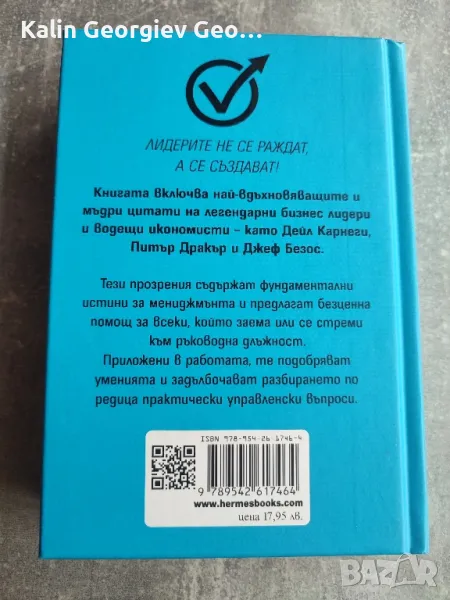 Kalin Georgiev Geo...
ЛИДЕРИТЕ НЕ СЕ РАЖДАТ,
А СЕ СЪЗДАВАТ!
Книгата включва най-вдъхновяващите и
мъдри цитати на легендарни бизнес лидери
и водещи икономисти – като Дейл Карнеги,
Питър Дракър и Джеф Безос.
Тези прозрения съдържат фундаментални
истини за мениджмънта и предлагат безценна
помощ за всеки, който заема или се стреми
към ръководна длъжност.
Приложени в работата, те подобряват
уменията и задълбочават разбирането по
редица практически управленски въпроси.
ISBN 978-954-26 1746-4
9 789542 617464
www.hermesbooks.com
цена 17,95 лв.
BAZAR